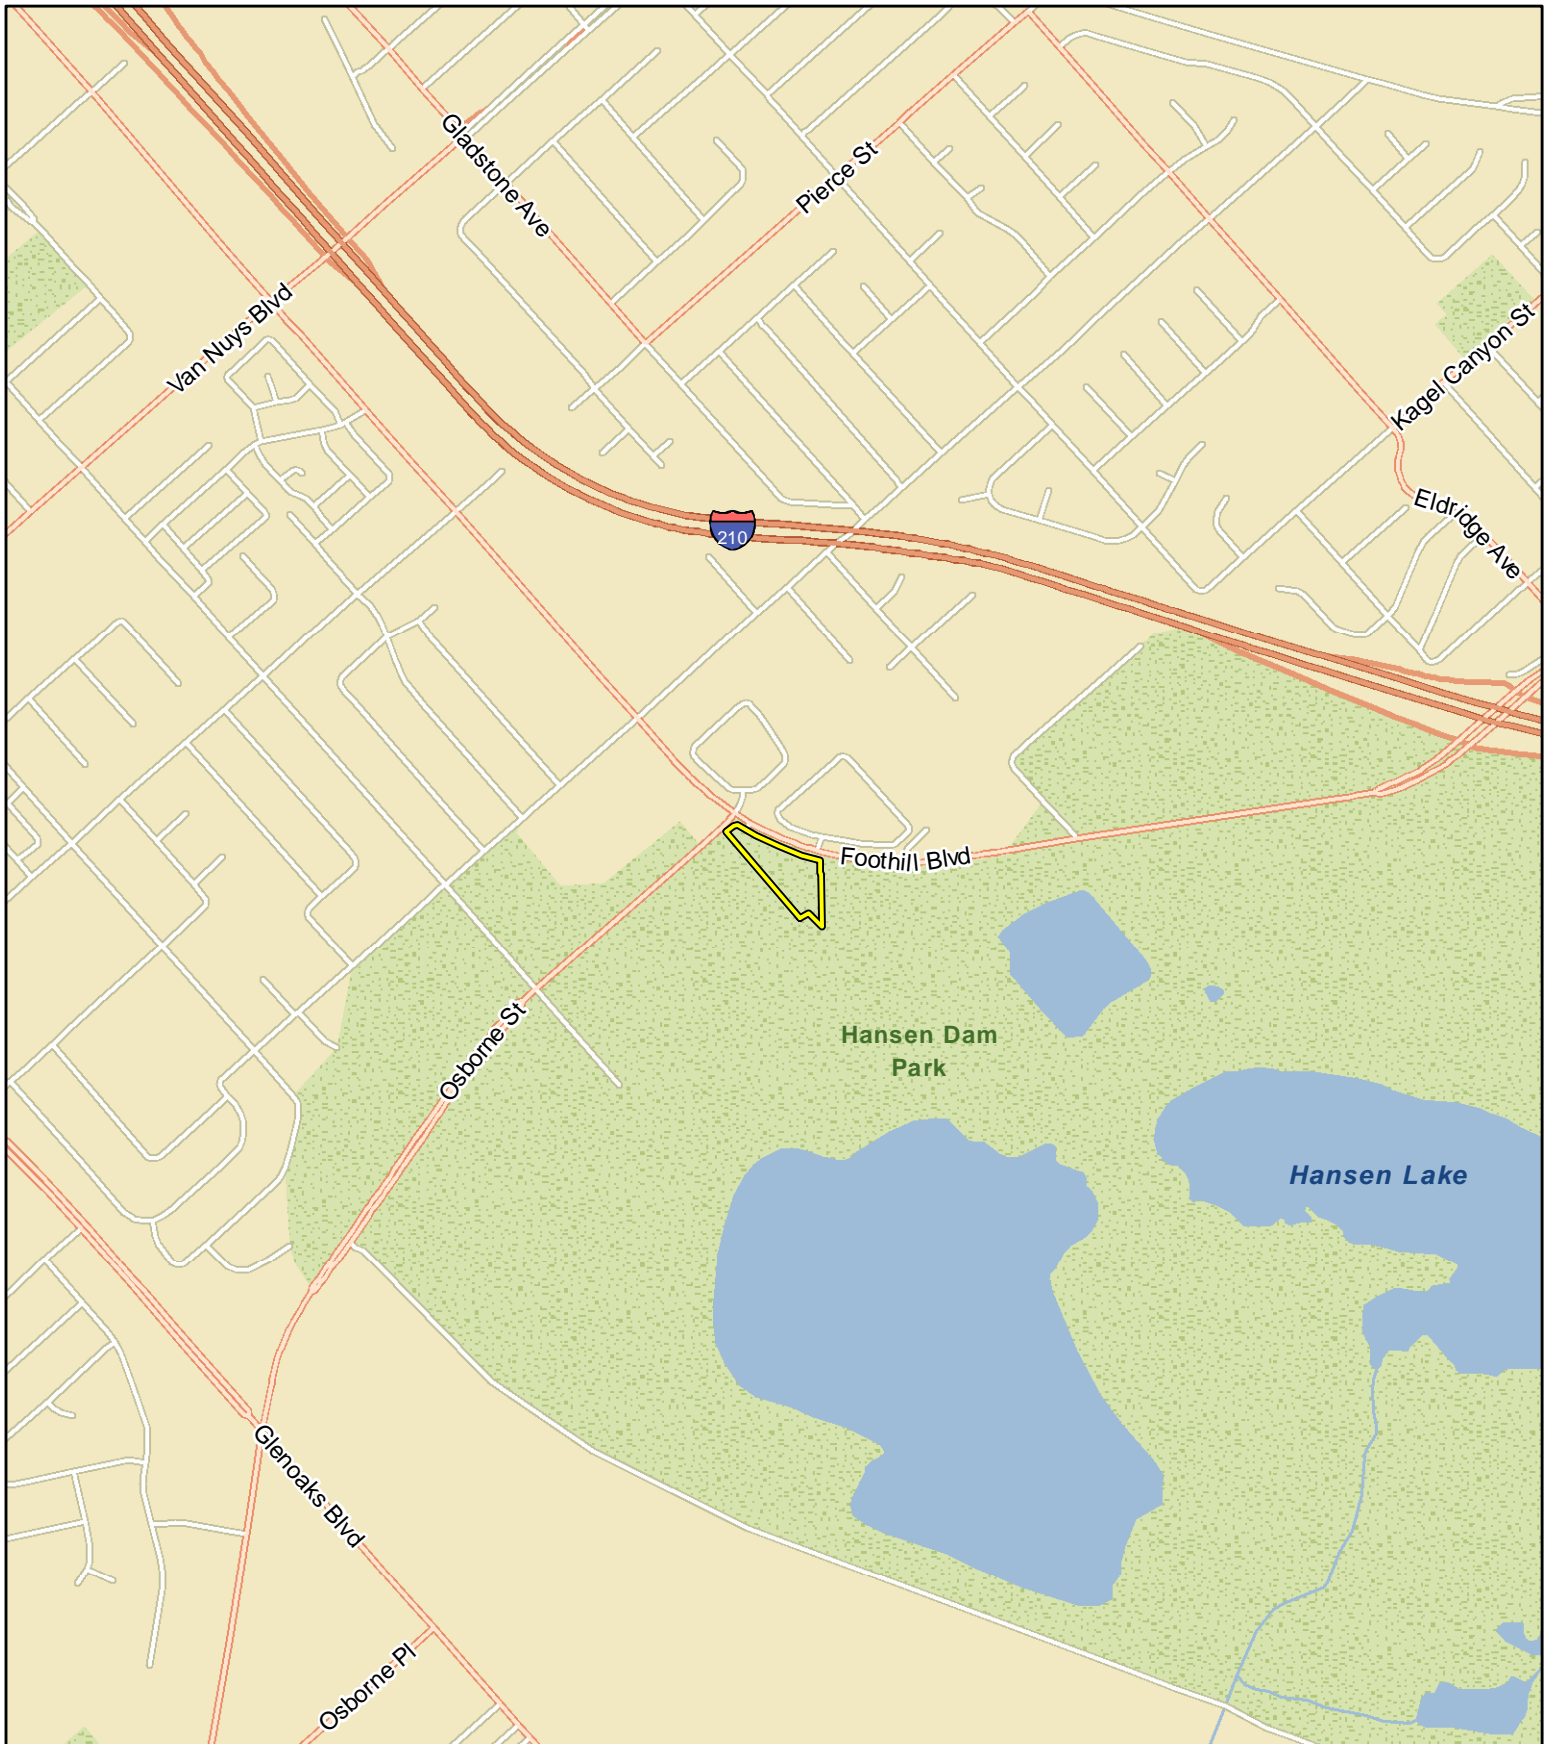 Gladstone Ave
Pierce St
Van Nuys Blvd
Kagel Canyon St
Eldridge Ave
210
Foothill Blvd
Osborne St
Hansen Dam
Park
Hansen Lake
Glenoaks Blvd
Osborne Pl